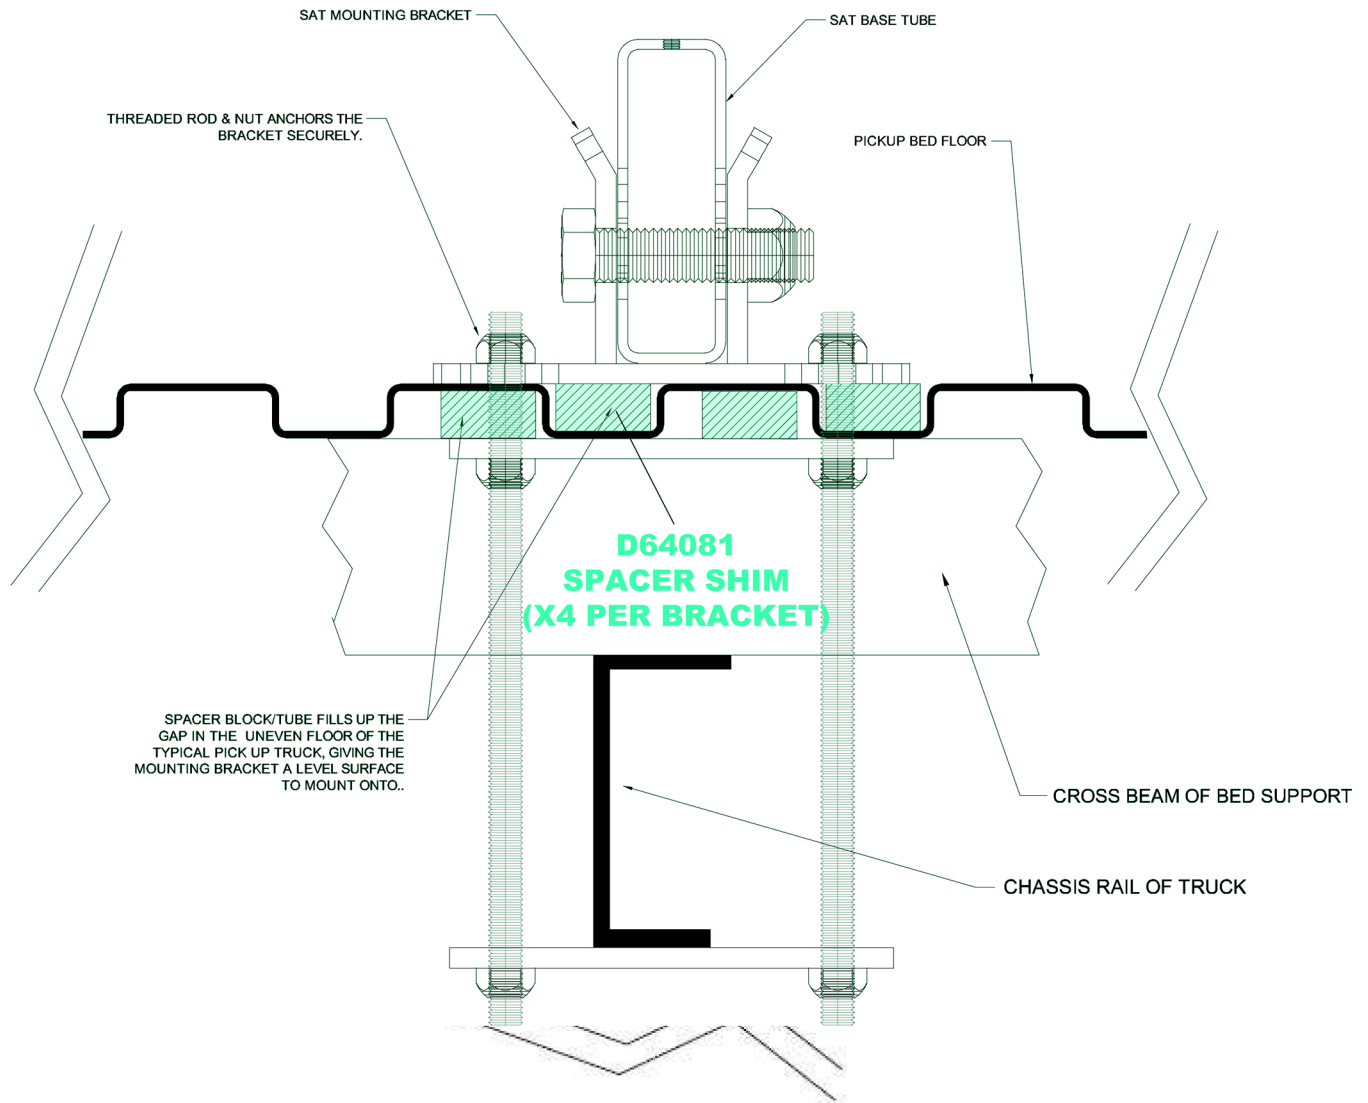 SAT MOUNTING BRACKET
SAT BASE TUBE
THREADED ROD & NUT ANCHORS THE
BRACKET SECURELY.
PICKUP BED FLOOR
D64081
SPACER SHIM
(X4 PER BRACKET)
SPACER BLOCK/TUBE FILLS UP THE
GAP IN THE UNEVEN FLOOR OF THE
TYPICAL PICK UP TRUCK, GIVING THE
MOUNTING BRACKET A LEVEL SURFACE
TO MOUNT ONTO..
CROSS BEAM OF BED SUPPORT
CHASSIS RAIL OF TRUCK